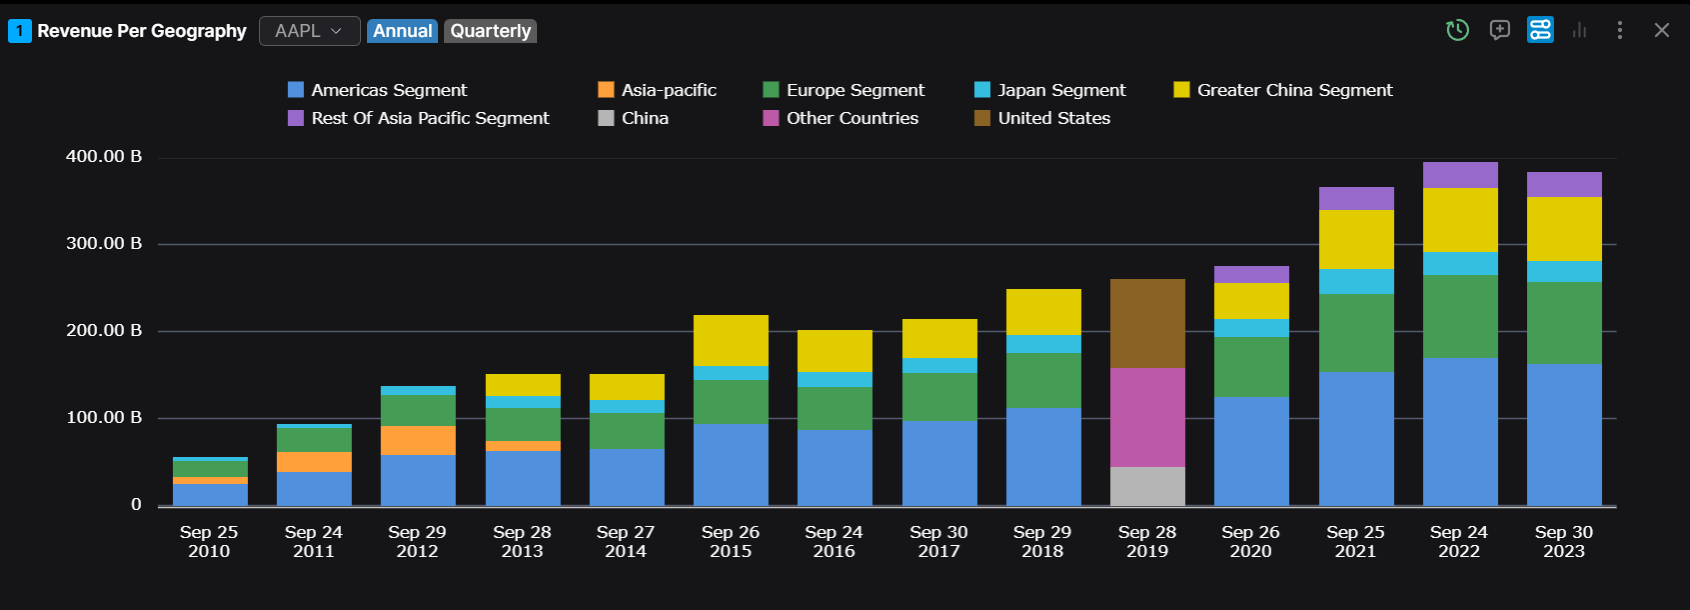 1 Revenue Per Geography AAPL Annual Quarterly
Americas Segment Asia-pacific Europe Segment Japan Segment Greater China Segment
Rest Of Asia Pacific Segment China Other Countries United States
400.00 B
300.00 B
200.00 B
100.00 B
0
Sep 25 Sep 24 Sep 29 Sep 28 Sep 27 Sep 26 Sep 24 Sep 30 Sep 29 Sep 28 Sep 26 Sep 25 Sep 24 Sep 30
2010 2011 2012 2013 2014 2015 2016 2017 2018 2019 2020 2021 2022 2023